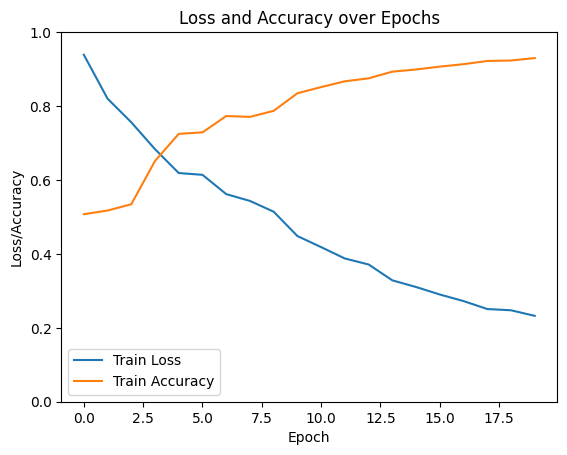 Loss and Accuracy over Epochs
1.0
0.8
0.6
0.4
0.2
0.0
Loss/Accuracy
Train Loss
Train Accuracy
0.0 2.5 5.0 7.5 10.0 12.5 15.0 17.5
Epoch